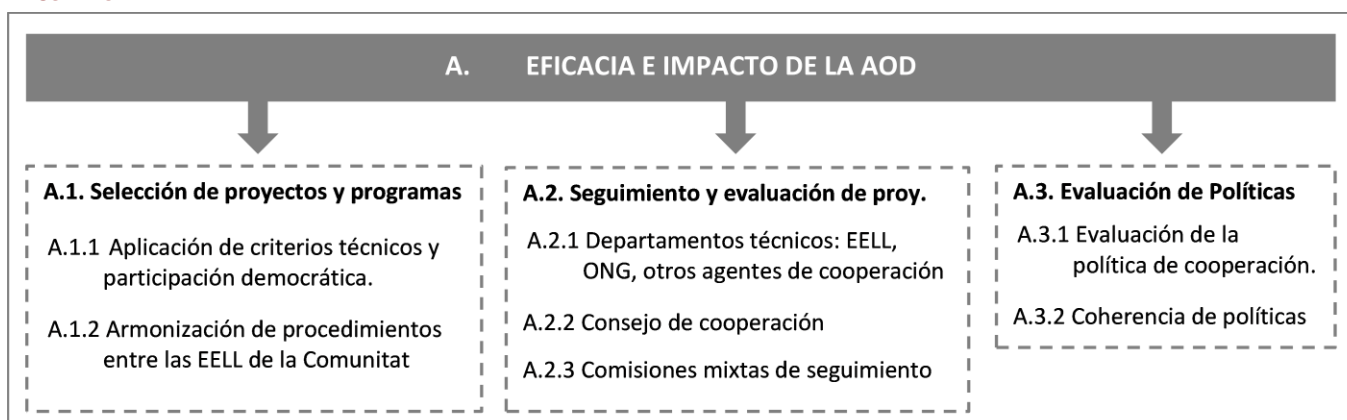 A. EFICACIA E IMPACTO DE LA AOD
A.1. Selección de proyectos y programas
A.1.1 Aplicación de criterios técnicos y
participación democrática.
A.1.2 Armonización de procedimientos
entre las EELL de la Comunitat
A.2. Seguimiento y evaluación de proy.
A.2.1 Departamentos técnicos: EELL,
ONG, otros agentes de cooperación
A.2.2 Consejo de cooperación
A.2.3 Comisiones mixtas de seguimiento
A.3. Evaluación de Políticas
A.3.1 Evaluación de la
política de cooperación.
A.3.2 Coherencia de políticas